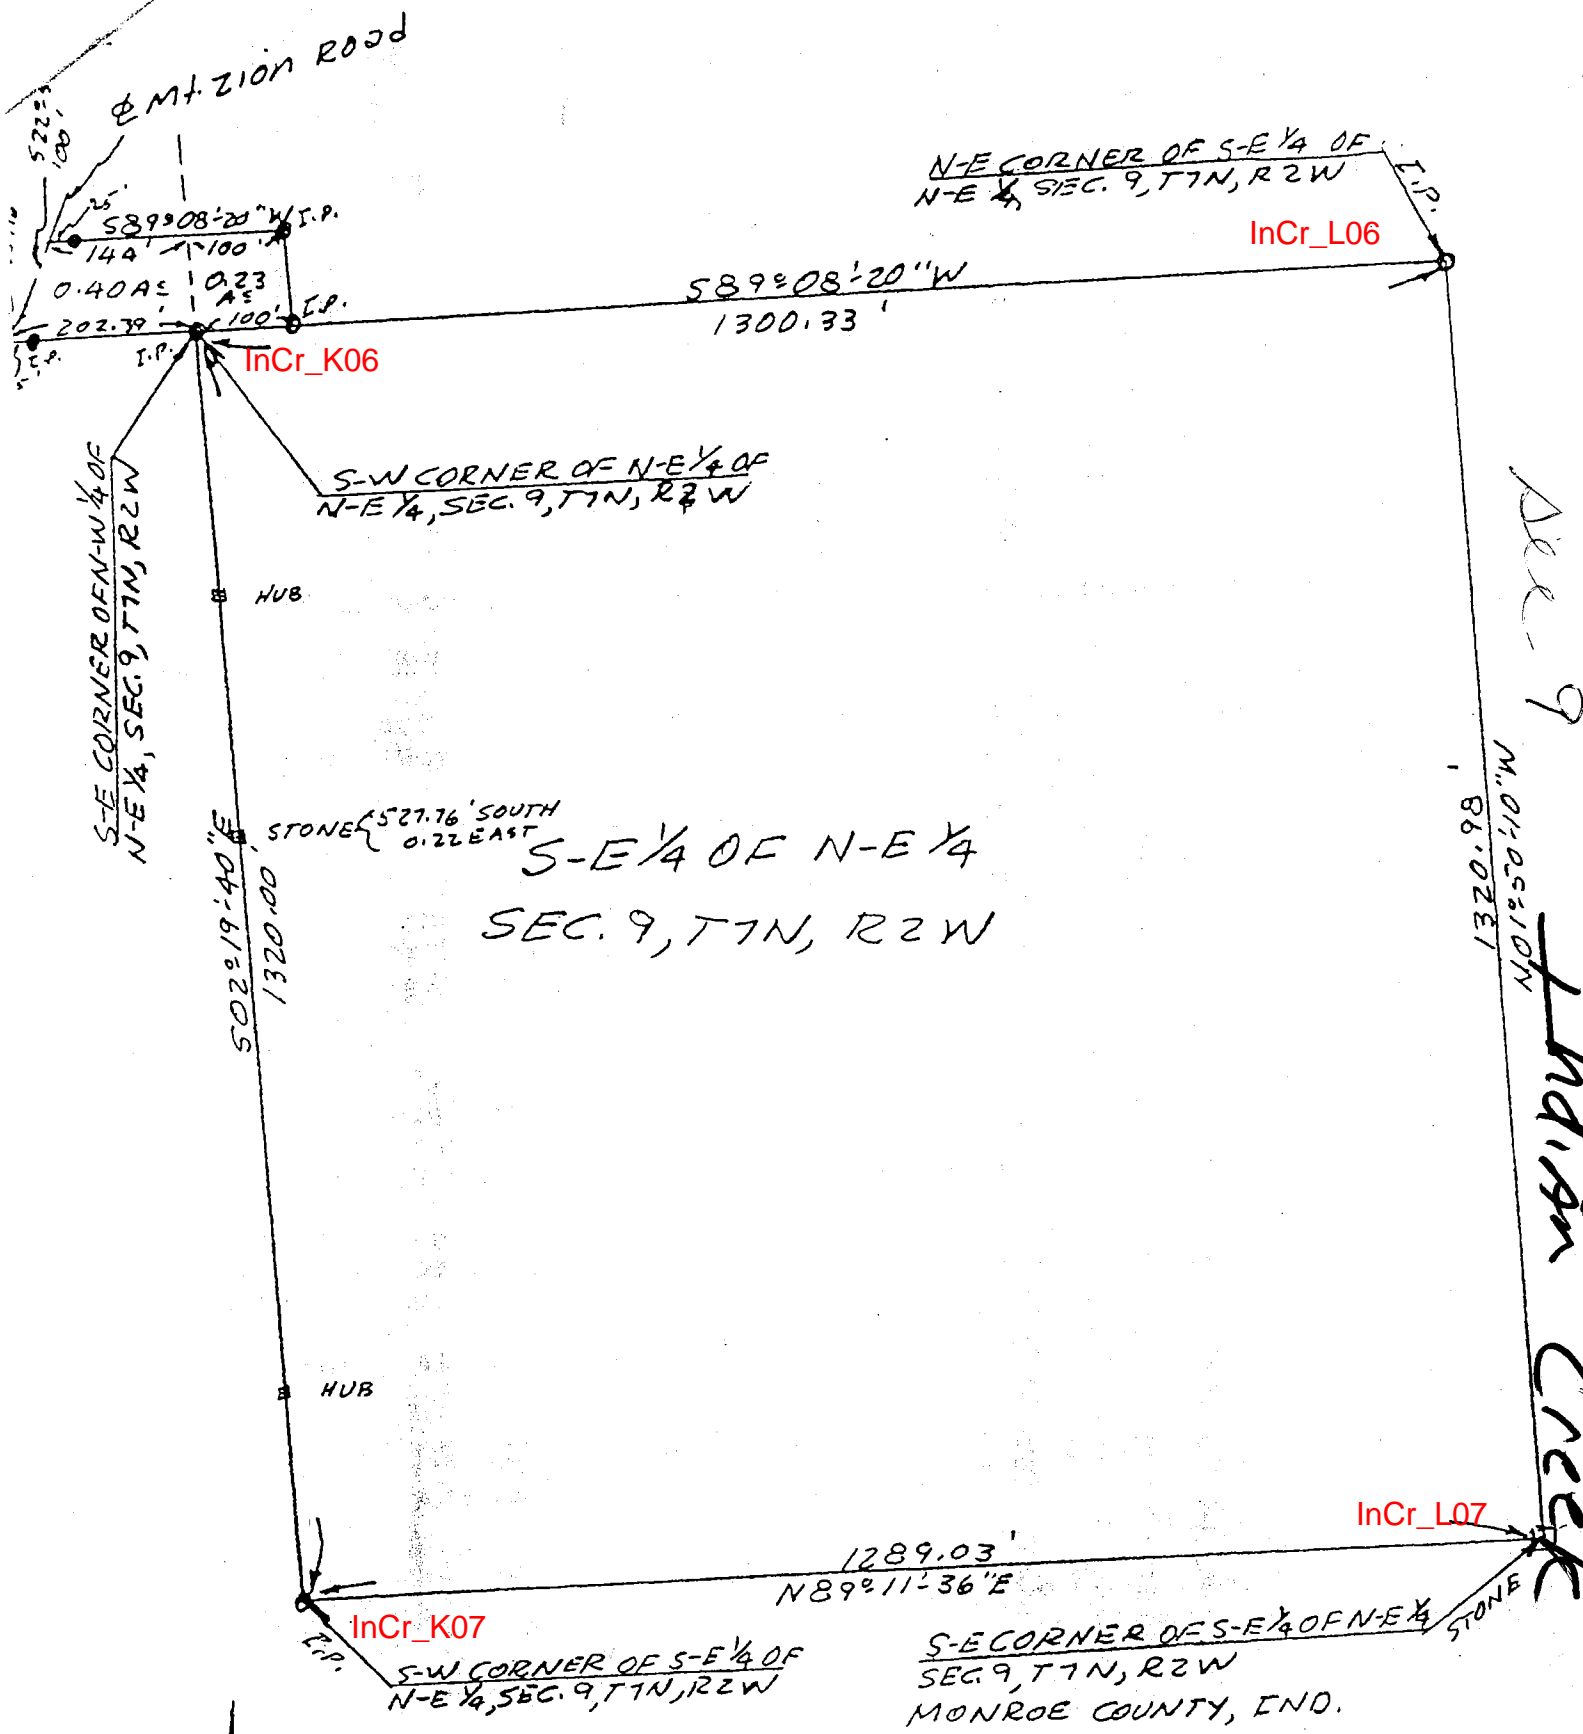 ℄ Mt. Zion Road
S22°
100'
25'
S89°08'-20"W
I.P.
144'
100'
0.40 AC
0.23
AC
I.P.
202.39'
100'
I.P.
I.P.
InCr_K06
N-E CORNER OF S-E 1/4 OF
N-E 1/4, SEC. 9, T7N, R2W
I.P.
InCr_L06
S89°08'-20"W
1300.33'
S-W CORNER OF N-E 1/4 OF
N-E 1/4, SEC. 9, T7N, R2W
S-E CORNER OF N-W 1/4 OF
N-E 1/4, SEC. 9, T7N, R2W
HUB
STONE { 527.76' SOUTH
0.22 EAST
S02°-19'-40"E
1320.00'
S-E 1/4 OF N-E 1/4
SEC. 9, T7N, R2W
Sec. 9
N01°50'-10"W
1320.98'
Indian Creek
HUB
InCr_L07
1289.03'
N89°11'-36"E
STONE
InCr_K07
I.P.
S-W CORNER OF S-E 1/4 OF
N-E 1/4, SEC. 9, T7N, R2W
S-E CORNER OF S-E 1/4 OF N-E 1/4
SEC. 9, T7N, R2W
MONROE COUNTY, IND.